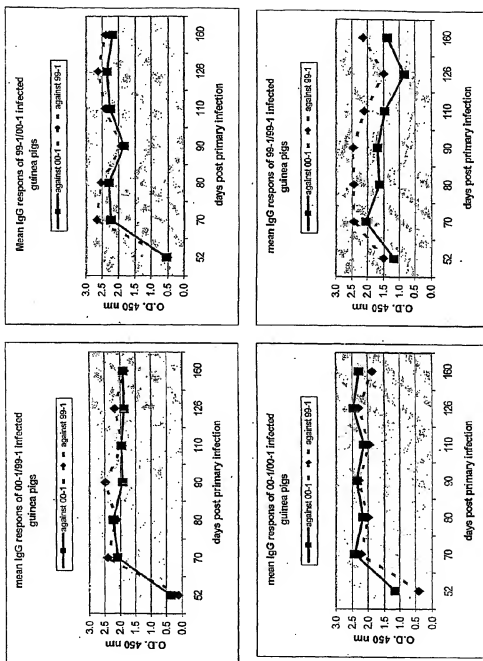 mean IgG respons of 00-1/99-1 infected
guinea pigs
against 00-1 against 99-1
O.D. 450 nm
3.0
2.5
2.0
1.5
1.0
0.5
0.0
52 70 80 90 110 126 160
days post primary infection
Mean IgG respons of 99-1/00-1 infected
guinea pigs
against 00-1 against 99-1
O.D. 450 nm
3.0
2.5
2.0
1.5
1.0
0.5
0.0
52 70 80 90 110 126 160
days post primary infection
mean IgG respons of 00-1/00-1 infected
guinea pigs
against 00-1 against 99-1
O.D. 450 nm
3.0
2.5
2.0
1.5
1.0
0.5
0.0
52 70 80 90 110 126 160
days post primary infection
mean IgG respons of 99-1/99-1 infected
guinea pigs
against 00-1 against 99-1
O.D. 450 nm
3.0
2.5
2.0
1.5
1.0
0.5
0.0
52 70 80 90 110 126 160
days post primary infection